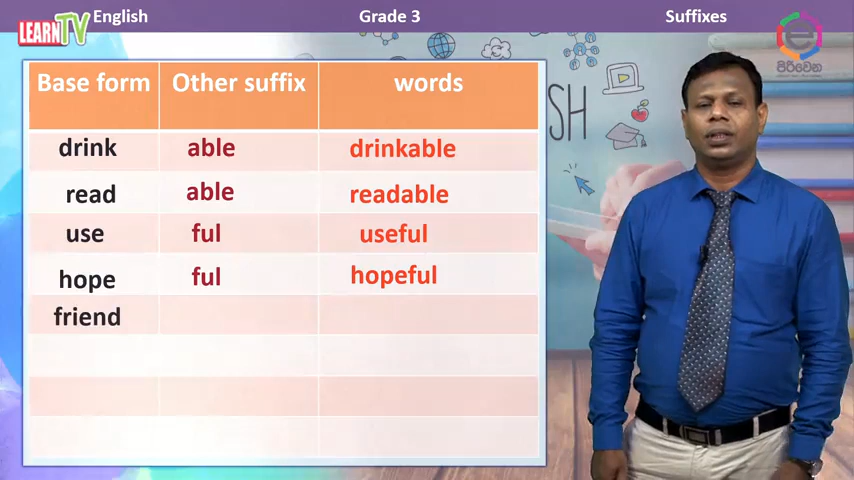 English Grade 3 Suffixes
LEARN TV
පිරිවෙන
SH
Base form Other suffix words
drink able drinkable
read able readable
use ful useful
hope ful hopeful
friend